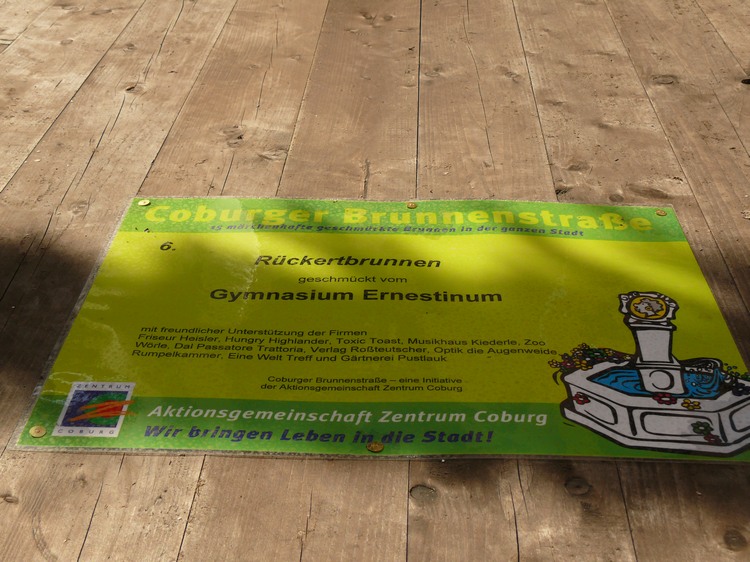 Coburger Brunnenstraße
15 märchenhafte geschmückte Brunnen in der ganzen Stadt
6.
Rückertbrunnen
geschmückt vom
Gymnasium Ernestinum
mit freundlicher Unterstützung der Firmen
Friseur Heisler, Hungry Highlander, Toxic Toast, Musikhaus Kiederle, Zoo
Wörle, Dal Passatore Trattoria, Verlag Roßteutscher, Optik die Augenweide,
Rumpelkammer, Eine Welt Treff und Gärtnerei Pustlauk
Coburger Brunnenstraße – eine Initiative
der Aktionsgemeinschaft Zentrum Coburg
ZENTRUM
COBURG
Aktionsgemeinschaft Zentrum Coburg
Wir bringen Leben in die Stadt!